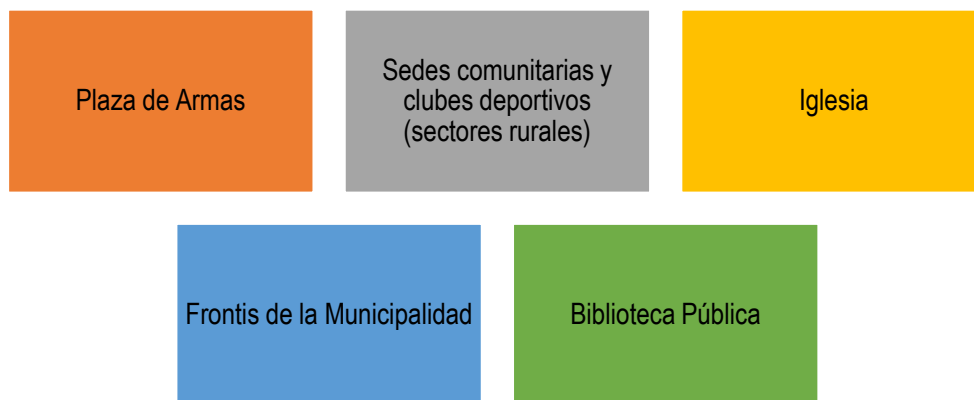 Plaza de Armas
Sedes comunitarias y
clubes deportivos
(sectores rurales)
Iglesia
Frontis de la Municipalidad
Biblioteca Pública